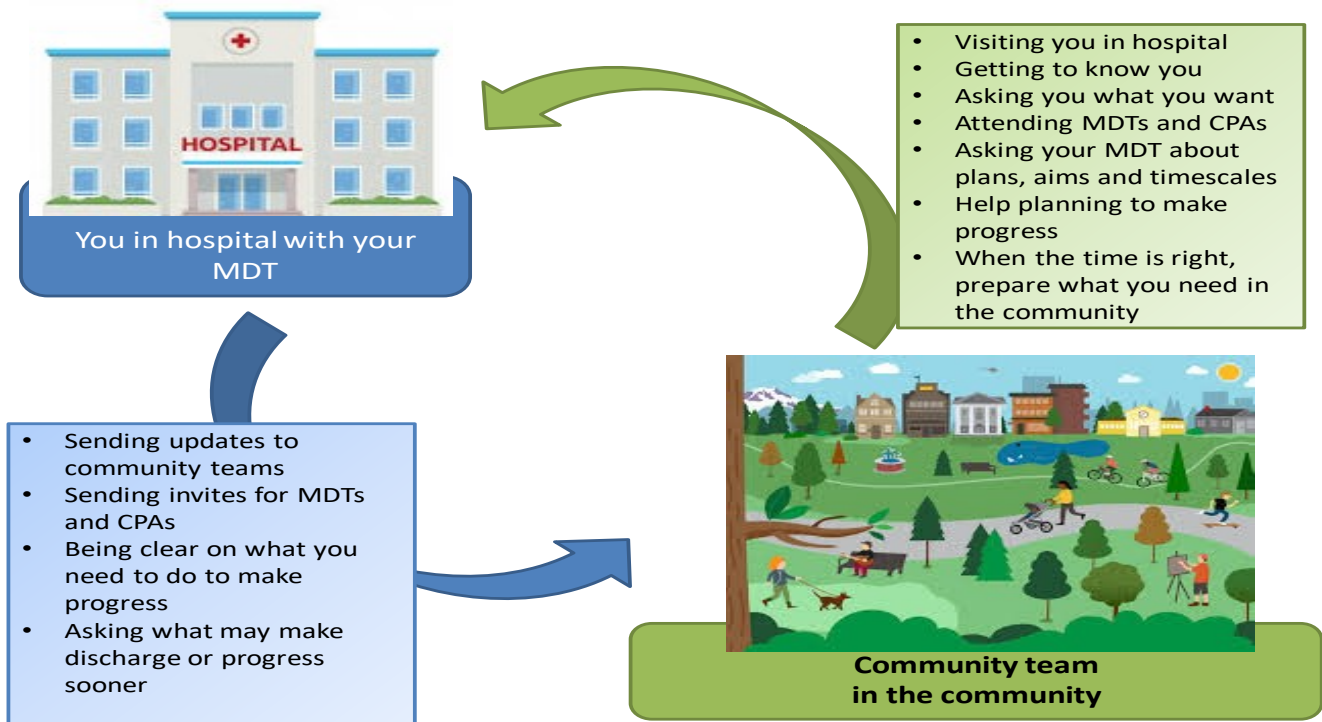 HOSPITAL
You in hospital with your
MDT
• Visiting you in hospital
• Getting to know you
• Asking you what you want
• Attending MDTs and CPAs
• Asking your MDT about
plans, aims and timescales
• Help planning to make
progress
• When the time is right,
prepare what you need in
the community
• Sending updates to
community teams
• Sending invites for MDTs
and CPAs
• Being clear on what you
need to do to make
progress
• Asking what may make
discharge or progress
sooner
Community team
in the community